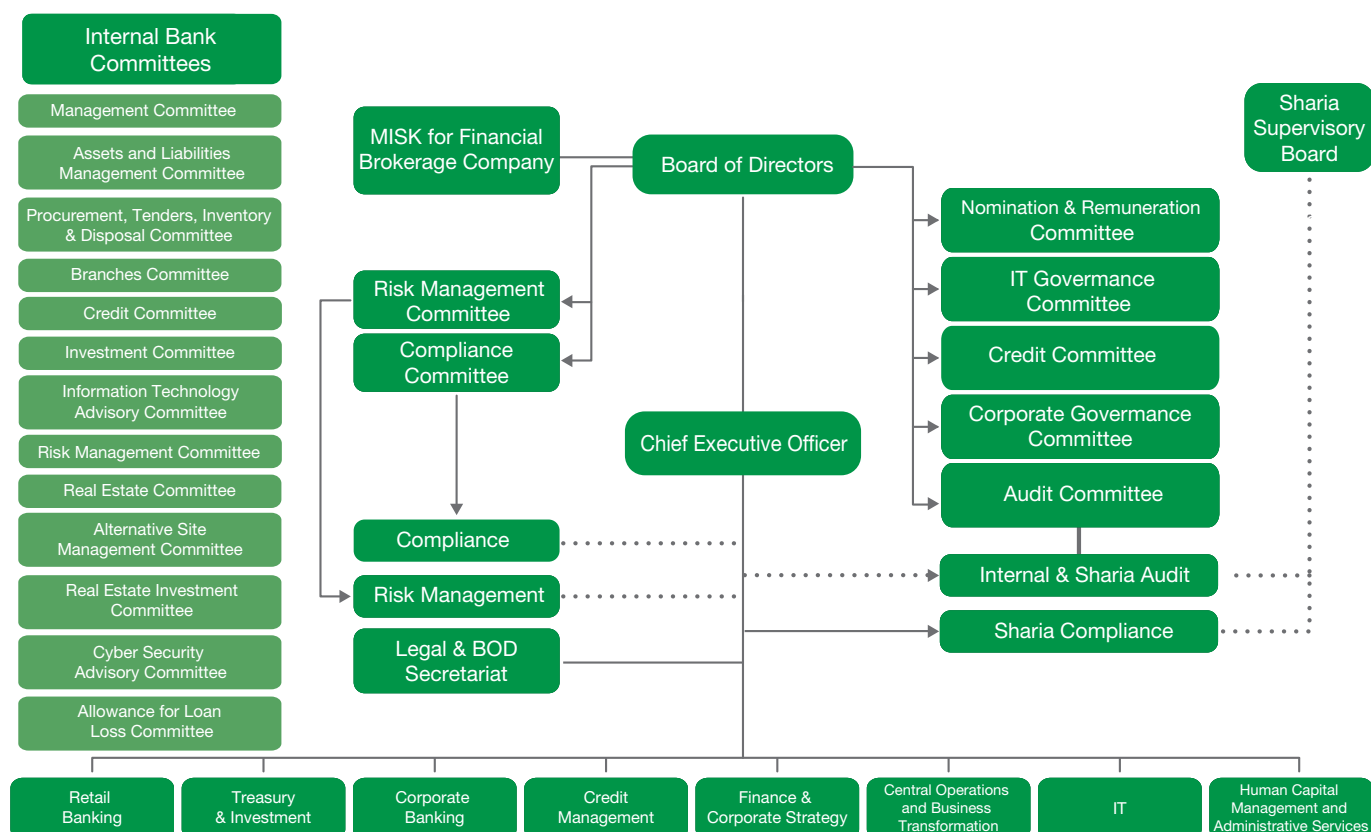 Internal Bank
Committees
Management Committee
Assets and Liabilities
Management Committee
Procurement, Tenders, Inventory
& Disposal Committee
Branches Committee
Credit Committee
Investment Committee
Information Technology
Advisory Committee
Risk Management Committee
Real Estate Committee
Alternative Site
Management Committee
Real Estate Investment
Committee
Cyber Security
Advisory Committee
Allowance for Loan
Loss Committee
MISK for Financial
Brokerage Company
Board of Directors
Sharia
Supervisory
Board
Risk Management
Committee
Compliance
Committee
Nomination & Remuneration
Committee
IT Governance
Committee
Credit Committee
Corporate Governance
Committee
Audit Committee
Chief Executive Officer
Compliance
Risk Management
Legal & BOD
Secretariat
Internal & Sharia Audit
Sharia Compliance
Retail
Banking
Treasury
& Investment
Corporate
Banking
Credit
Management
Finance &
Corporate Strategy
Central Operations
and Business
Transformation
IT
Human Capital
Management and
Administrative Services